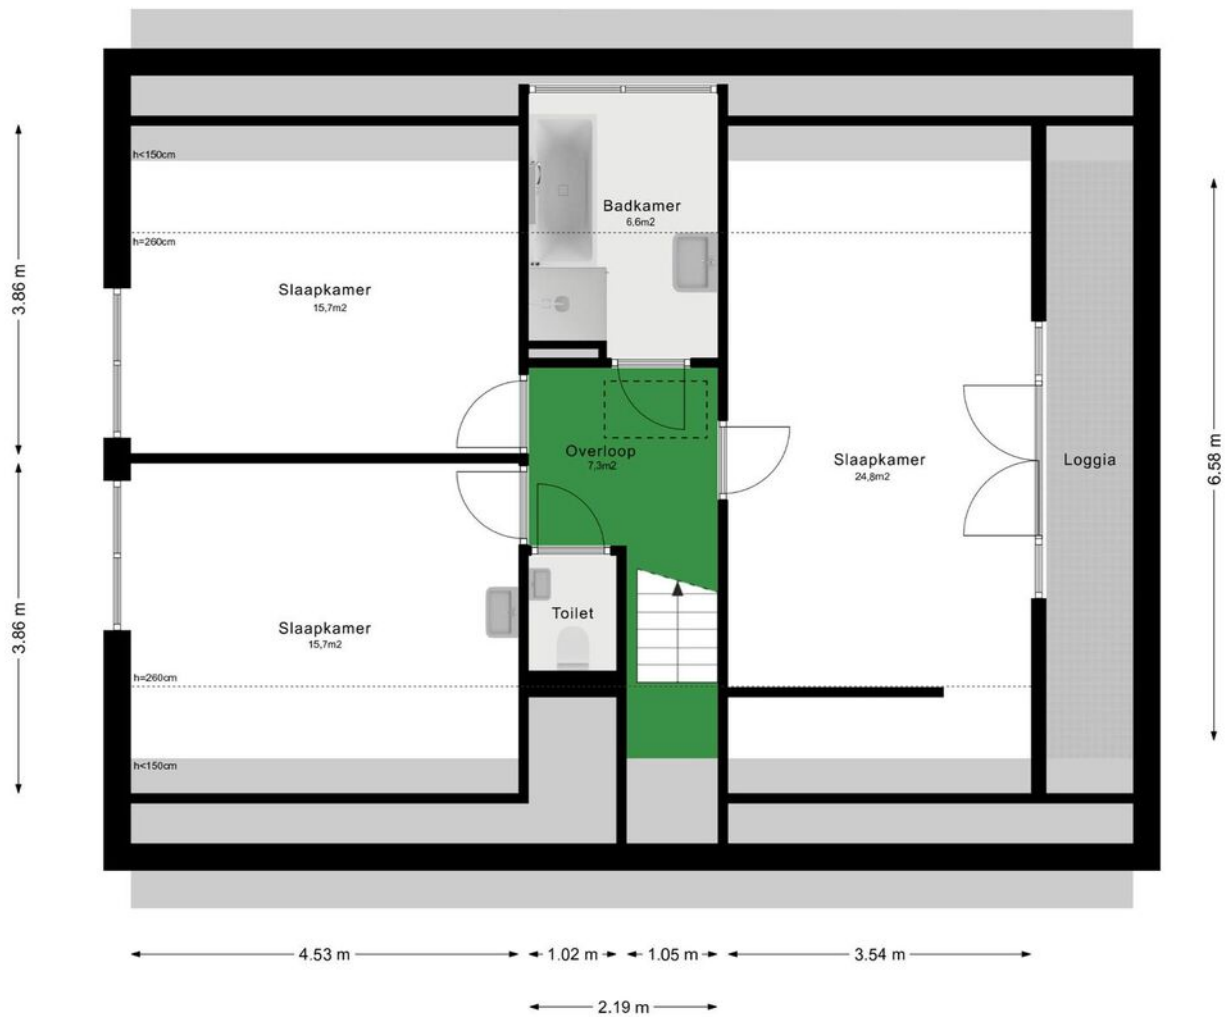 h<150cm
h=260cm
Badkamer
6,6m2
Slaapkamer
15,7m2
Overloop
7,3m2
Slaapkamer
24,8m2
Loggia
Slaapkamer
15,7m2
Toilet
h=260cm
h<150cm
3.86 m
3.86 m
6.58 m
4.53 m
1.02 m
1.05 m
3.54 m
2.19 m